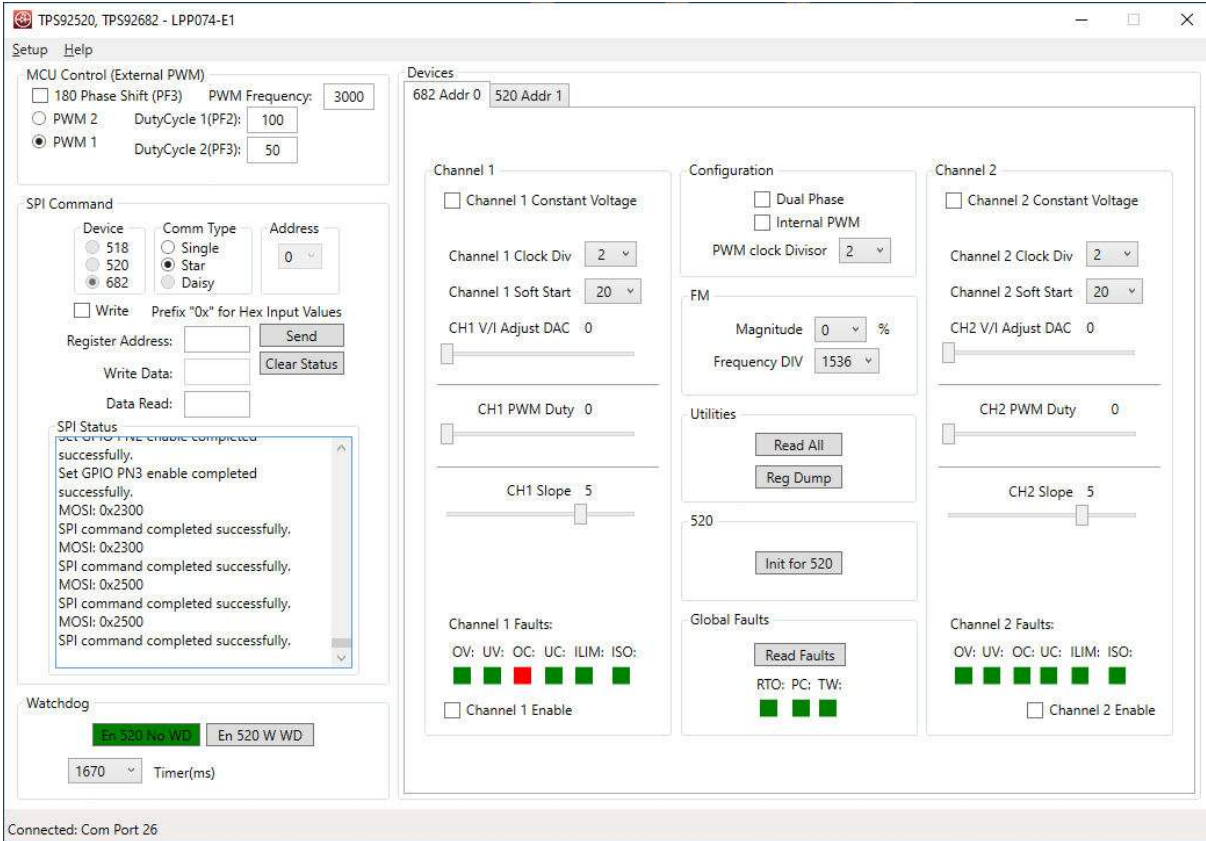 TPS92520, TPS92682 - LPP074-E1
Setup Help
MCU Control (External PWM)
180 Phase Shift (PF3) PWM Frequency: 3000
PWM 2 DutyCycle 1(PF2): 100
PWM 1 DutyCycle 2(PF3): 50
SPI Command
Device Comm Type Address
518 Single
520 Star 0
682 Daisy
Write Prefix "0x" for Hex Input Values
Register Address: Send
Write Data: Clear Status
Data Read:
SPI Status
Set GPIO PN2 enable completed
successfully.
Set GPIO PN3 enable completed
successfully.
MOSI: 0x2300
SPI command completed successfully.
MOSI: 0x2300
SPI command completed successfully.
MOSI: 0x2500
SPI command completed successfully.
MOSI: 0x2500
SPI command completed successfully.
Watchdog
En 520 No WD En 520 W WD
1670 Timer(ms)
Devices
682 Addr 0 520 Addr 1
Channel 1
Channel 1 Constant Voltage
Channel 1 Clock Div 2
Channel 1 Soft Start 20
CH1 V/I Adjust DAC 0
CH1 PWM Duty 0
CH1 Slope 5
Channel 1 Faults:
OV: UV: OC: UC: ILIM: ISO:
Channel 1 Enable
Configuration
Dual Phase
Internal PWM
PWM clock Divisor 2
FM
Magnitude 0 %
Frequency DIV 1536
Utilities
Read All
Reg Dump
520
Init for 520
Global Faults
Read Faults
RTO: PC: TW:
Channel 2
Channel 2 Constant Voltage
Channel 2 Clock Div 2
Channel 2 Soft Start 20
CH2 V/I Adjust DAC 0
CH2 PWM Duty 0
CH2 Slope 5
Channel 2 Faults:
OV: UV: OC: UC: ILIM: ISO:
Channel 2 Enable
Connected: Com Port 26